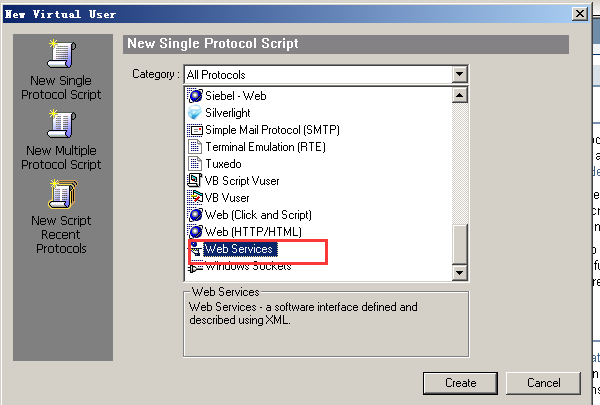 New Virtual User
New Single Protocol Script
New Single
Protocol Script
New Multiple
Protocol Script
New Script
Recent
Protocols
Category :
All Protocols
Siebel - Web
Silverlight
Simple Mail Protocol (SMTP)
Terminal Emulation (RTE)
Tuxedo
VB Script Vuser
VB Vuser
Web (Click and Script)
Web (HTTP/HTML)
Web Services
Windows Sockets
Web Services
Web Services - a software interface defined and
described using XML.
Create
Cancel